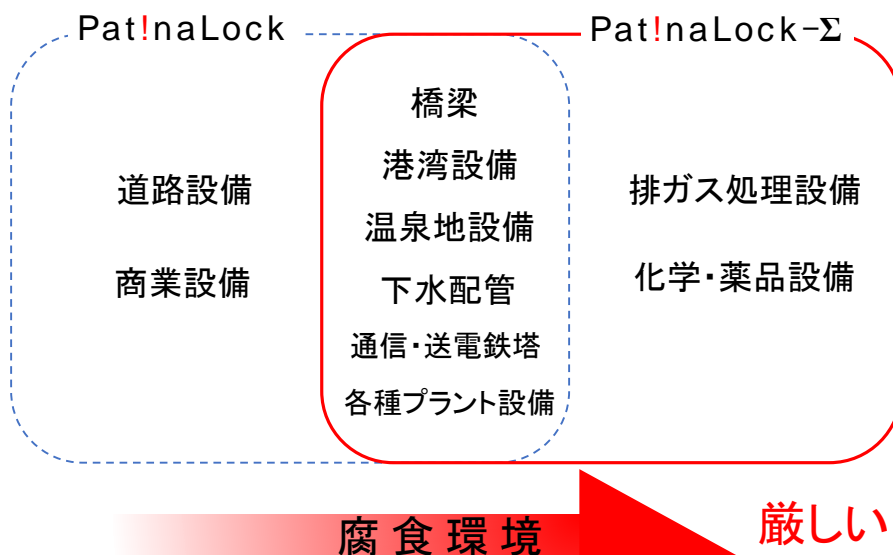 Pat!naLock
Pat!naLock-Σ
道路設備
商業設備
橋梁
港湾設備
温泉地設備
下水配管
通信・送電鉄塔
各種プラント設備
排ガス処理設備
化学・薬品設備
腐食環境
厳しい